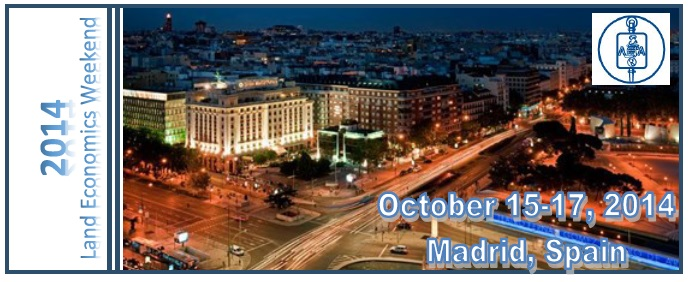 2014
Land Economics Weekend
October 15-17, 2014
Madrid, Spain